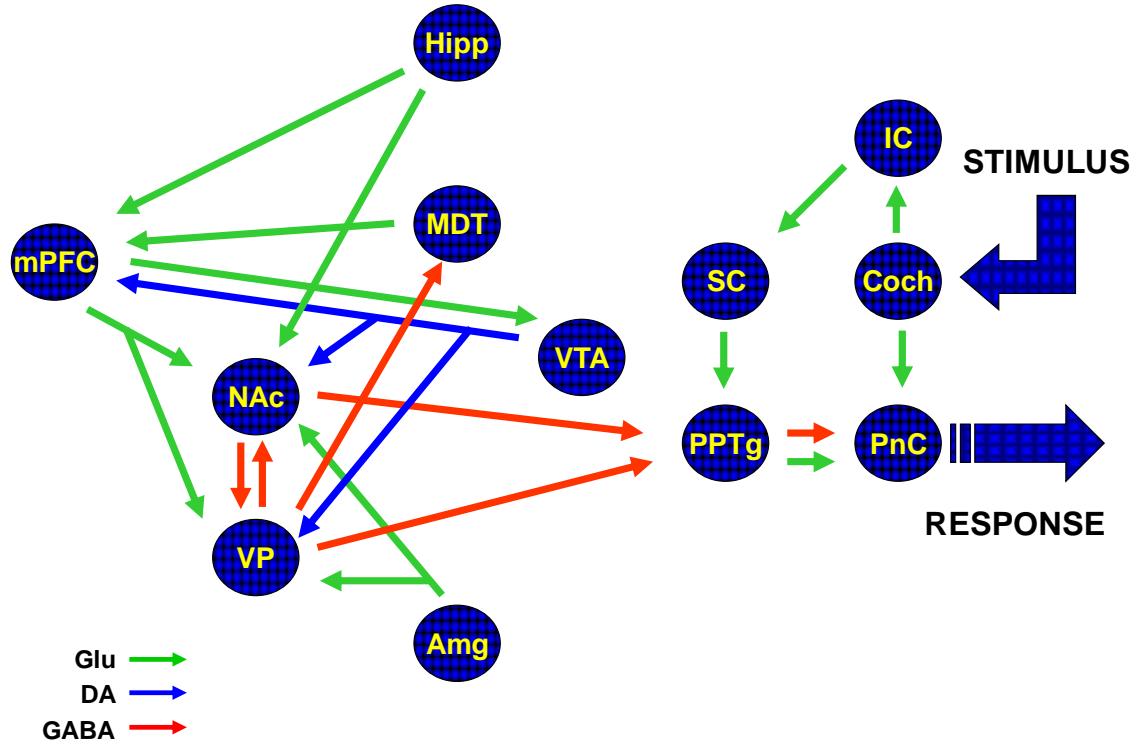 Hipp
IC
STIMULUS
MDT
mPFC
SC
Coch
VTA
NAc
PPTg
PnC
RESPONSE
VP
Amg
Glu
DA
GABA